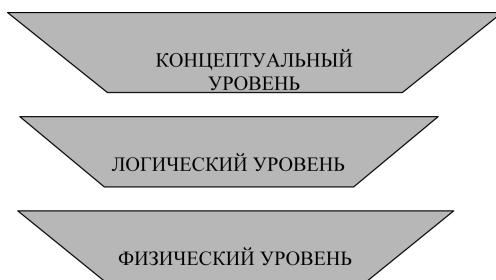 КОНЦЕПТУАЛЬНЫЙ
УРОВЕНЬ
ЛОГИЧЕСКИЙ УРОВЕНЬ
ФИЗИЧЕСКИЙ УРОВЕНЬ